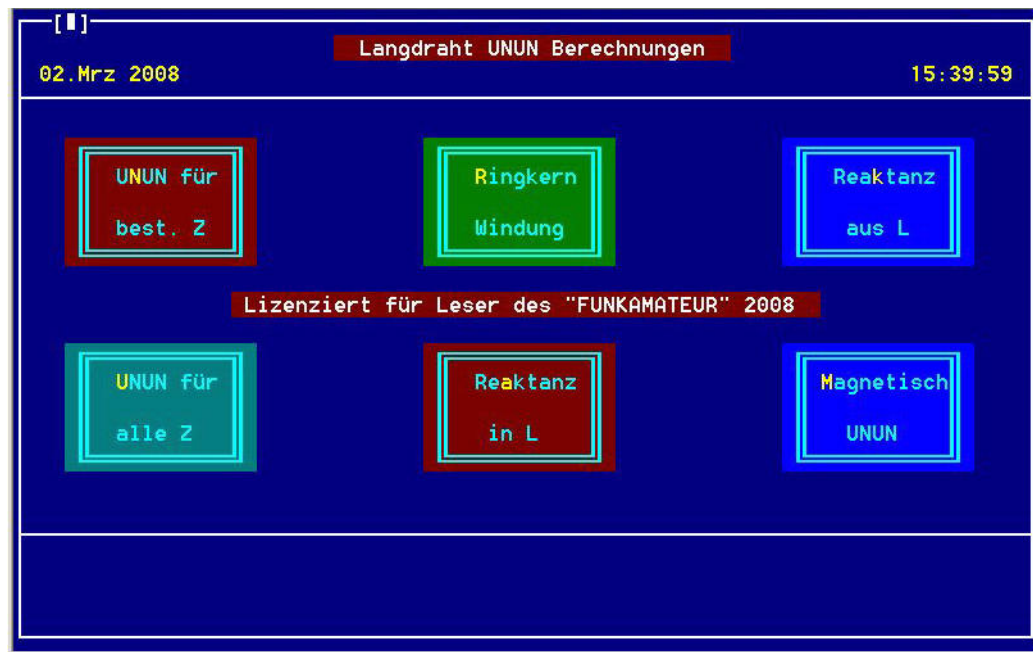 [▮]
Langdraht UNUN Berechnungen
02.Mrz 2008 15:39:59
UNUN für
best. Z
Ringkern
Windung
Reaktanz
aus L
Lizenziert für Leser des "FUNKAMATEUR" 2008
UNUN für
alle Z
Reaktanz
in L
Magnetisch
UNUN